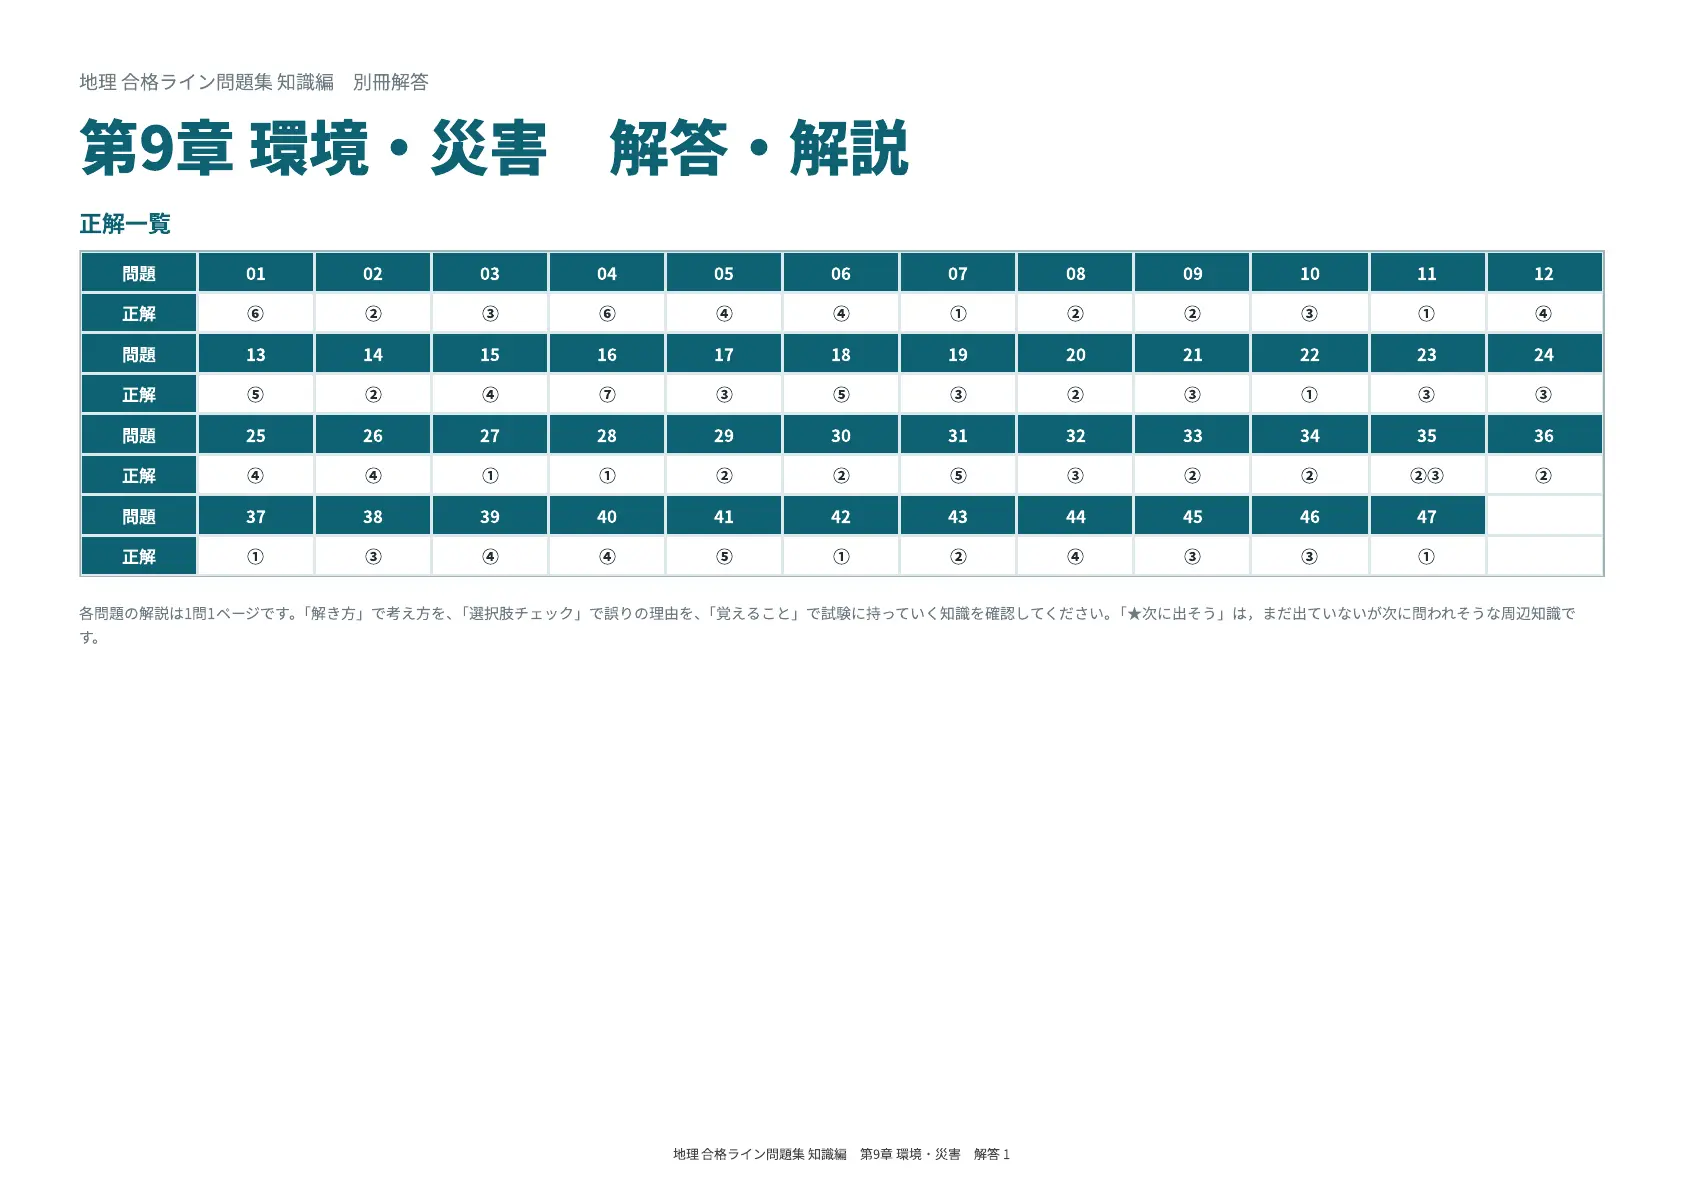 地理 合格ライン問題集 知識編　別冊解答
第9章 環境・災害　解答・解説
正解一覧
問題 01 02 03 04 05 06 07 08 09 10 11 12
正解 ⑥ ② ③ ⑥ ④ ④ ① ② ② ③ ① ④
問題 13 14 15 16 17 18 19 20 21 22 23 24
正解 ⑤ ② ④ ⑦ ③ ⑤ ③ ② ③ ① ③ ③
問題 25 26 27 28 29 30 31 32 33 34 35 36
正解 ④ ④ ① ① ② ② ⑤ ③ ② ② ②③ ②
問題 37 38 39 40 41 42 43 44 45 46 47
正解 ① ③ ④ ④ ⑤ ① ② ④ ③ ③ ①
各問題の解説は1問1ページです。「解き方」で考え方を、「選択肢チェック」で誤りの理由を、「覚えること」で試験に持っていく知識を確認してください。「★次に出そう」は，まだ出ていないが次に問われそうな周辺知識で
す。
地理 合格ライン問題集 知識編　第9章 環境・災害　解答 1